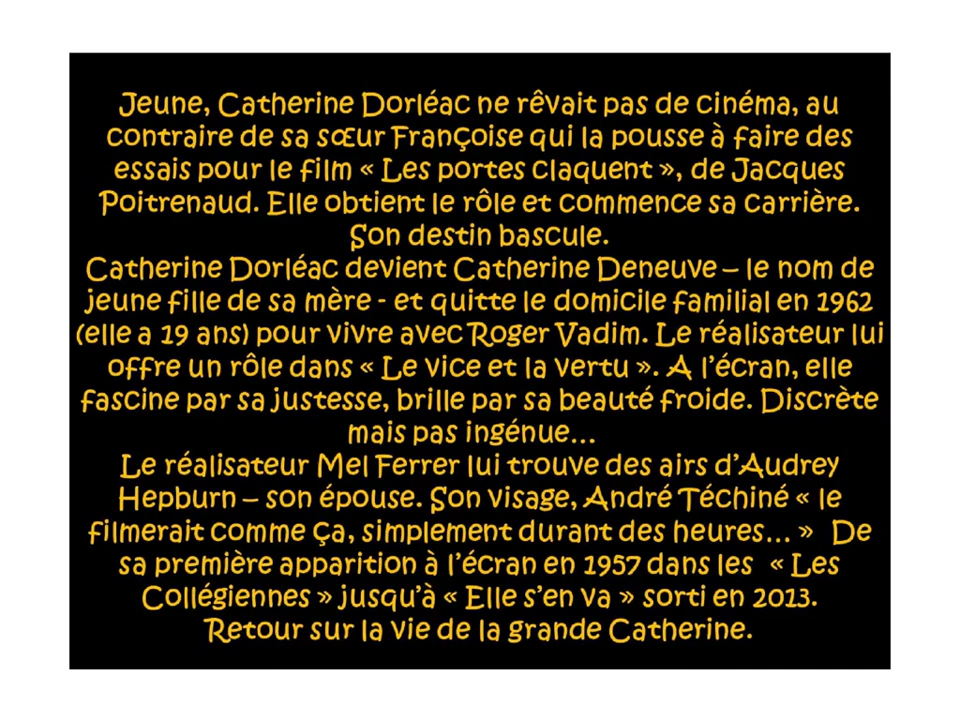 Jeune, Catherine Dorléac ne rêvait pas de cinéma, au
contraire de sa sœur Françoise qui la pousse à faire des
essais pour le film « Les portes claquent », de Jacques
Poitrenaud. Elle obtient le rôle et commence sa carrière.
Son destin bascule.
Catherine Dorléac devient Catherine Deneuve – le nom de
jeune fille de sa mère - et quitte le domicile familial en 1962
(elle a 19 ans) pour vivre avec Roger Vadim. Le réalisateur lui
offre un rôle dans « Le vice et la vertu ». A l’écran, elle
fascine par sa justesse, brille par sa beauté froide. Discrète
mais pas ingénue…
Le réalisateur Mel Ferrer lui trouve des airs d’Audrey
Hepburn – son épouse. Son visage, André Téchiné « le
filmerait comme ça, simplement durant des heures… » De
sa première apparition à l’écran en 1957 dans les « Les
Collégiennes » jusqu’à « Elle s’en va » sorti en 2013.
Retour sur la vie de la grande Catherine.